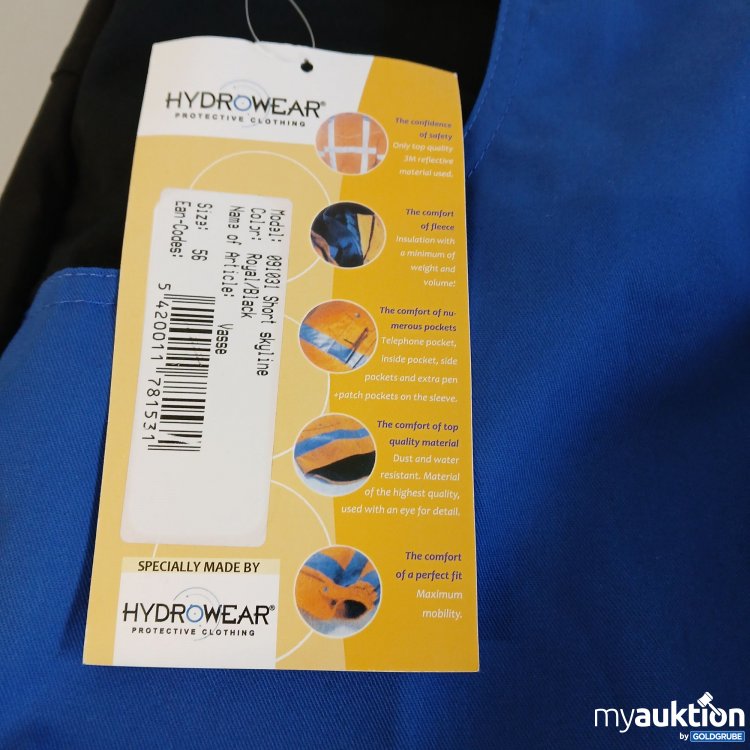 HYDROWEAR®
PROTECTIVE CLOTHING
The confidence
of safety
Only top quality
3M reflective
material used.
The comfort
of fleece
Insulation with
a minimum of
weight and
volume!
The comfort of nu-
merous pockets
Telephone pocket,
inside pocket, side
pockets and extra pen
+patch pockets on the sleeve.
The comfort of top
quality material
Dust and water
resistant. Material
of the highest quality,
used with an eye for detail.
The comfort
of a perfect fit
Maximum
mobility.
Model: 091031 Short skyline
Color: Royal/Black
Name of Article: Vasse
Size: 56
Ean-Codes:
5 420011 781531
SPECIALLY MADE BY
HYDROWEAR®
PROTECTIVE CLOTHING
myauktion
by GOLDGRUBE